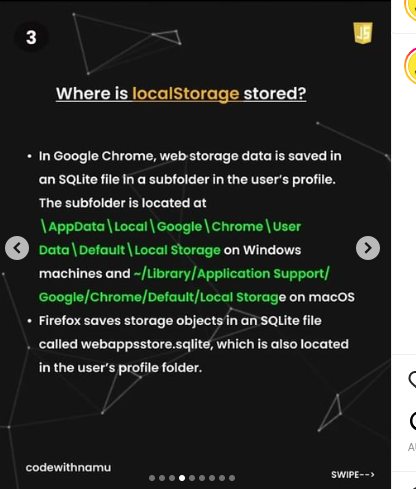 3
JS
Where is localStorage stored?
• In Google Chrome, web storage data is saved in
an SQLite file in a subfolder in the user's profile.
The subfolder is located at
\AppData\Local\Google\Chrome\User
Data\Default\Local Storage on Windows
machines and ~/Library/Application Support/
Google/Chrome/Default/Local Storage on macOS
• Firefox saves storage objects in an SQLite file
called webappsstore.sqlite, which is also located
in the user's profile folder.
codewithnamu
SWIPE-->